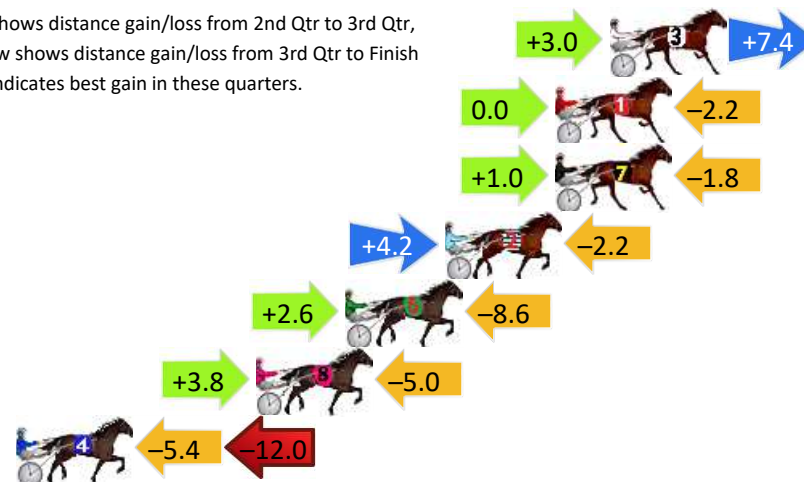 hows distance gain/loss from 2nd Qtr to 3rd Qtr,
w shows distance gain/loss from 3rd Qtr to Finish
ndicates best gain in these quarters.
+3.0 3 +7.4
0.0 1 –2.2
+1.0 7 –1.8
+4.2 –2.2
+2.6 –8.6
+3.8 8 –5.0
4 –5.4 –12.0